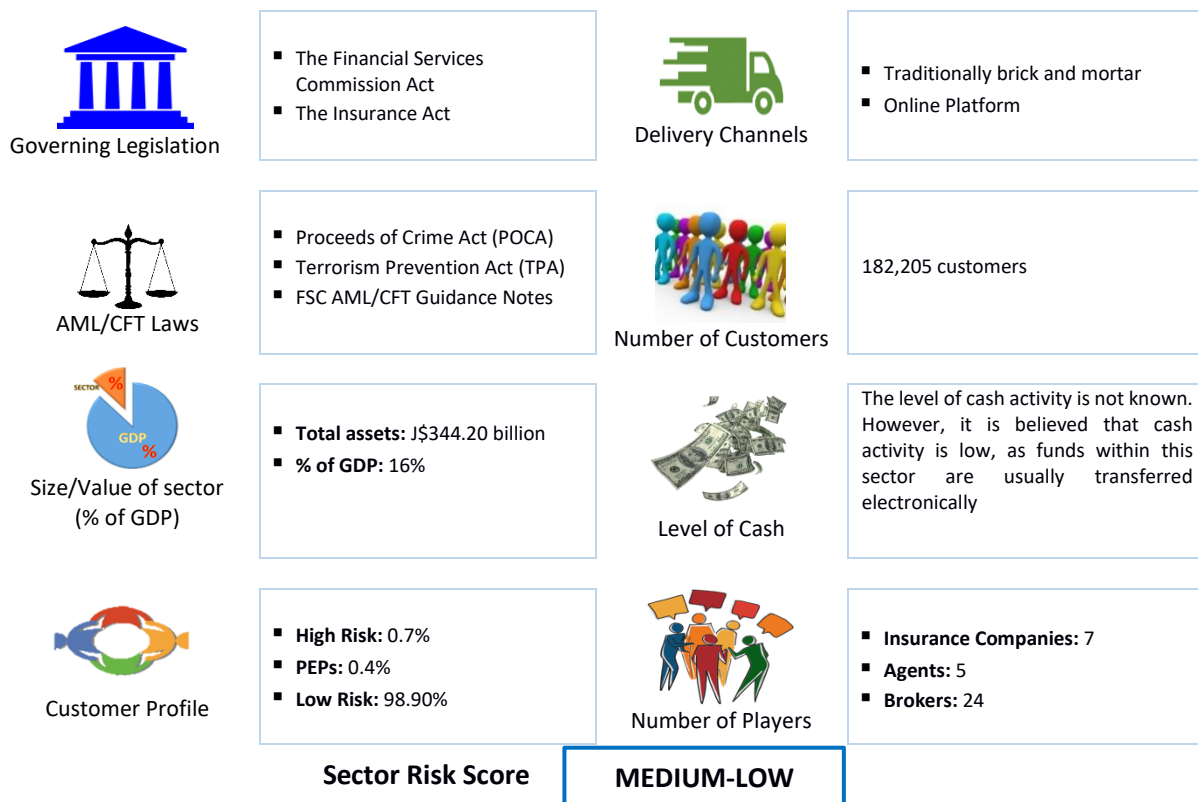 Governing Legislation
▪ The Financial Services
Commission Act
▪ The Insurance Act
Delivery Channels
▪ Traditionally brick and mortar
▪ Online Platform
AML/CFT Laws
▪ Proceeds of Crime Act (POCA)
▪ Terrorism Prevention Act (TPA)
▪ FSC AML/CFT Guidance Notes
Number of Customers
182,205 customers
SECTOR
%
GDP
%
Size/Value of sector
(% of GDP)
▪ Total assets: J$344.20 billion
▪ % of GDP: 16%
Level of Cash
The level of cash activity is not known.
However, it is believed that cash
activity is low, as funds within this
sector are usually transferred
electronically
Customer Profile
▪ High Risk: 0.7%
▪ PEPs: 0.4%
▪ Low Risk: 98.90%
Number of Players
▪ Insurance Companies: 7
▪ Agents: 5
▪ Brokers: 24
Sector Risk Score
MEDIUM-LOW